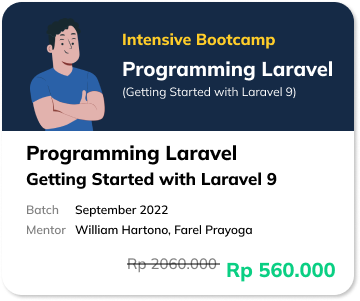 Intensive Bootcamp
Programming Laravel
(Getting Started with Laravel 9)
Programming Laravel
Getting Started with Laravel 9
Batch September 2022
Mentor William Hartono, Farel Prayoga
Rp 2060.000 Rp 560.000